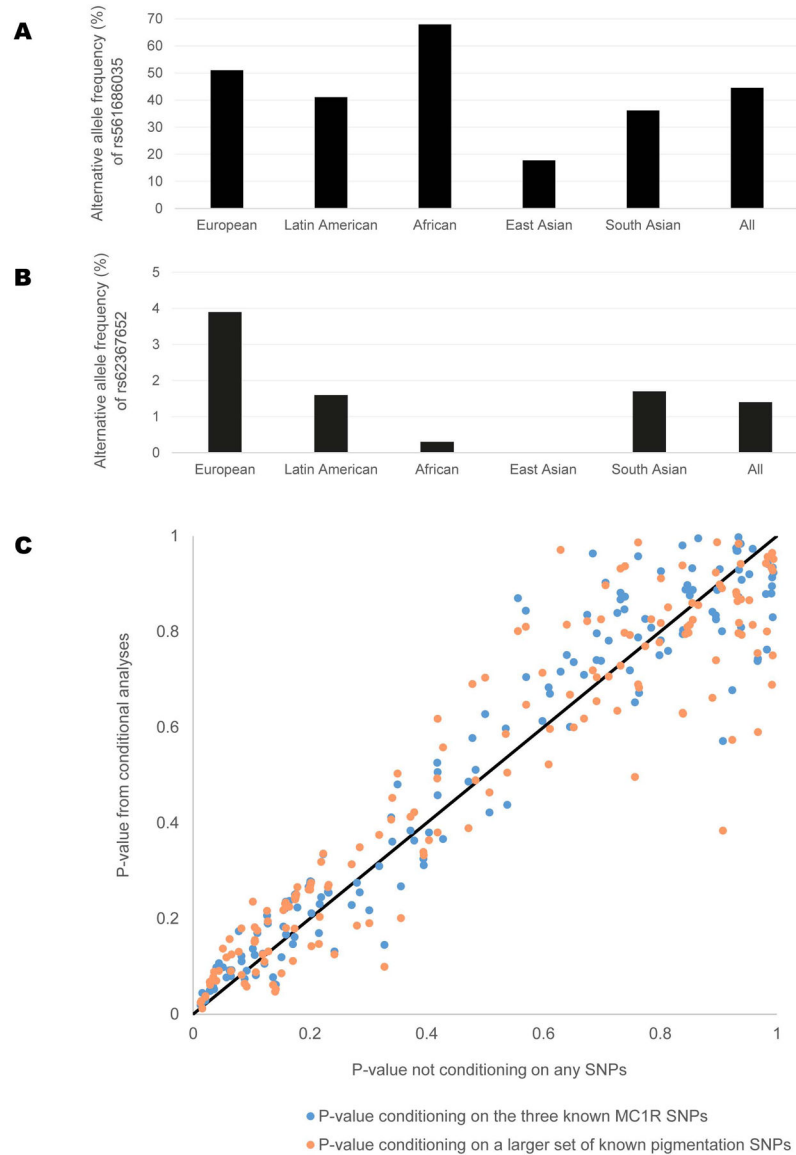 A
Alternative allele frequency (%)
of rs561686035
70
60
50
40
30
20
10
0
European Latin American African East Asian South Asian All
B
Alternative allele frequency (%)
of rs62367652
5
4
3
2
1
0
European Latin American African East Asian South Asian All
C
P-value from conditional analyses
1
0.8
0.6
0.4
0.2
0
0 0.2 0.4 0.6 0.8 1
P-value not conditioning on any SNPs
P-value conditioning on the three known MC1R SNPs
P-value conditioning on a larger set of known pigmentation SNPs